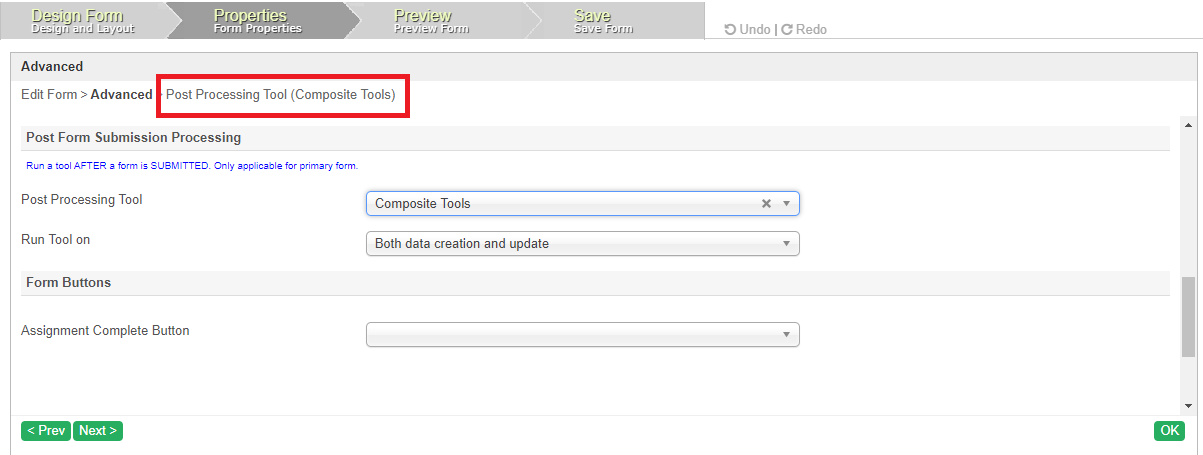 Design Form
Design and Layout
Properties
Form Properties
Preview
Preview Form
Save
Save Form
Undo | Redo
Advanced
Edit Form > Advanced > Post Processing Tool (Composite Tools)
Post Form Submission Processing
Run a tool AFTER a form is SUBMITTED. Only applicable for primary form.
Post Processing Tool
Composite Tools
Run Tool on
Both data creation and update
Form Buttons
Assignment Complete Button
< Prev
Next >
OK